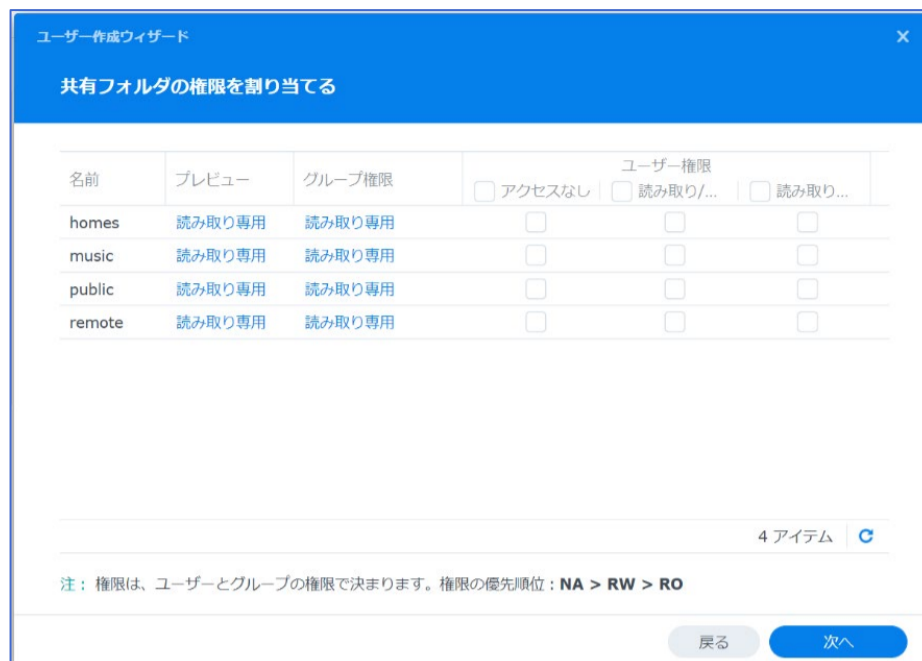 ユーザー作成ウィザード
共有フォルダの権限を割り当てる
名前 プレビュー グループ権限 ユーザー権限
アクセスなし 読み取り/... 読み取り...
homes 読み取り専用 読み取り専用
music 読み取り専用 読み取り専用
public 読み取り専用 読み取り専用
remote 読み取り専用 読み取り専用
4 アイテム
注： 権限は、ユーザーとグループの権限で決まります。権限の優先順位：NA > RW > RO
戻る 次へ